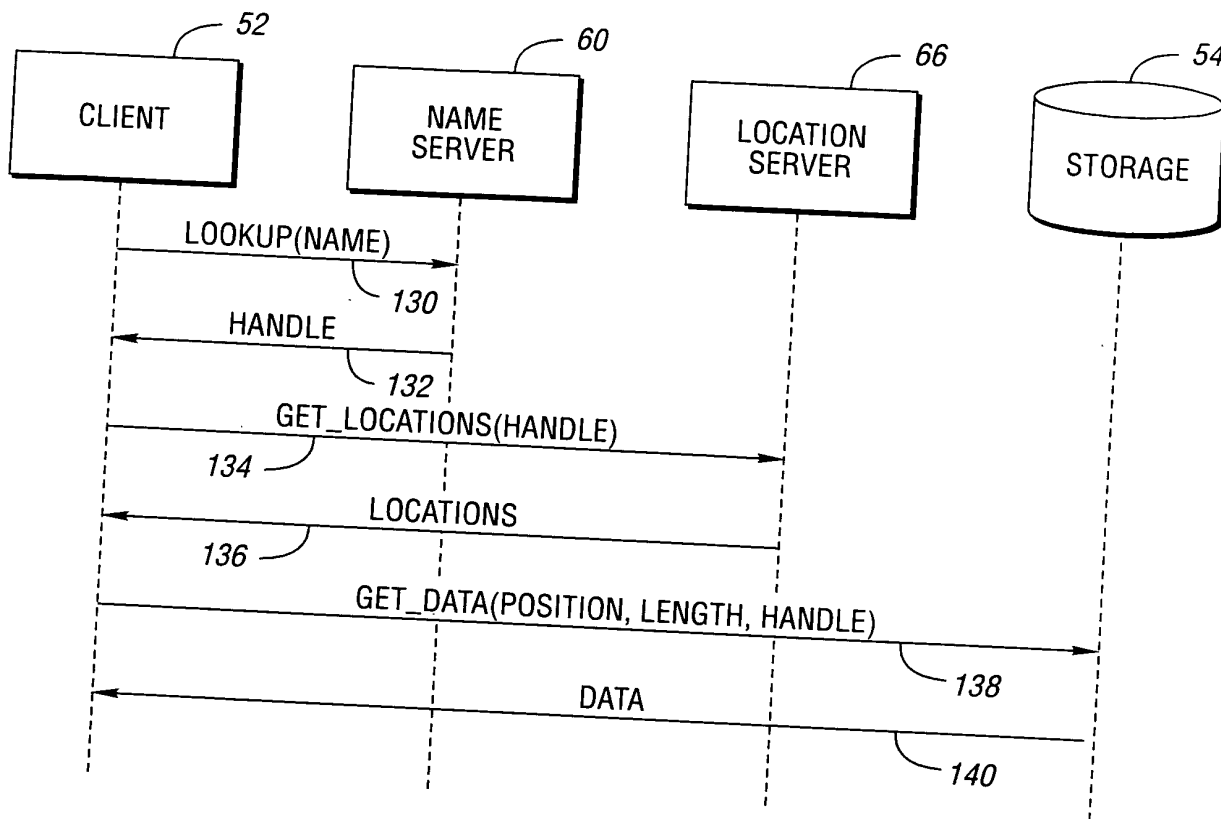 52
60
66
54
CLIENT
NAME
SERVER
LOCATION
SERVER
STORAGE
LOOKUP(NAME)
130
HANDLE
132
GET_LOCATIONS(HANDLE)
134
LOCATIONS
136
GET_DATA(POSITION, LENGTH, HANDLE)
138
DATA
140